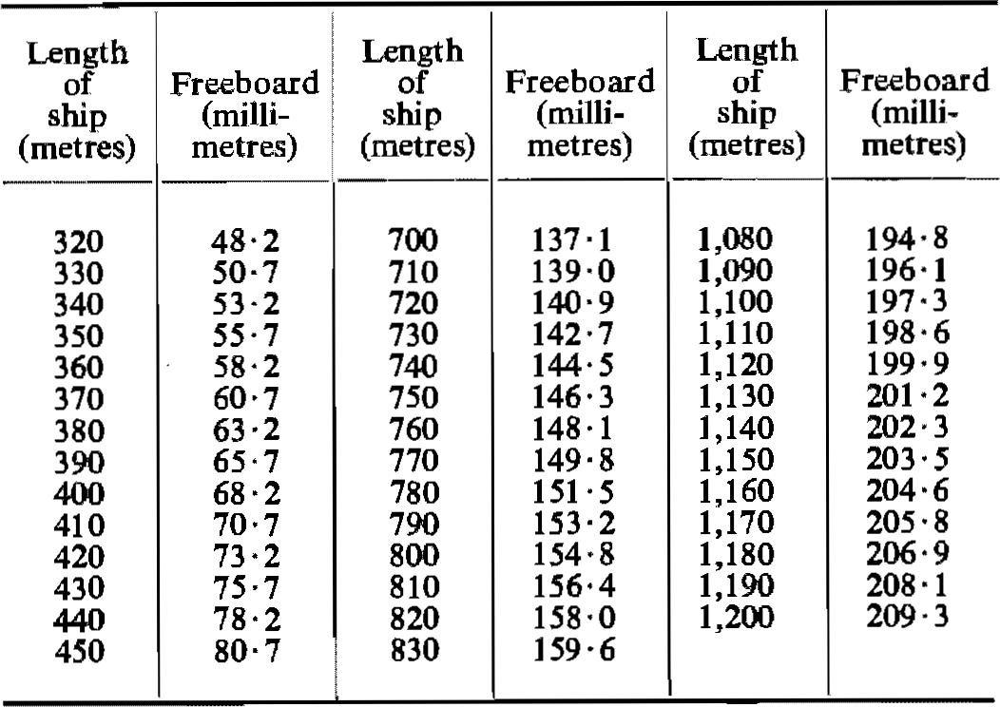 Length of ship (metres) Freeboard (milli-metres) Length of ship (metres) Freeboard (milli-metres) Length of ship (metres) Freeboard (milli-metres)
320 48·2 700 137·1 1,080 194·8
330 50·7 710 139·0 1,090 196·1
340 53·2 720 140·9 1,100 197·3
350 55·7 730 142·7 1,110 198·6
360 58·2 740 144·5 1,120 199·9
370 60·7 750 146·3 1,130 201·2
380 63·2 760 148·1 1,140 202·3
390 65·7 770 149·8 1,150 203·5
400 68·2 780 151·5 1,160 204·6
410 70·7 790 153·2 1,170 205·8
420 73·2 800 154·8 1,180 206·9
430 75·7 810 156·4 1,190 208·1
440 78·2 820 158·0 1,200 209·3
450 80·7 830 159·6